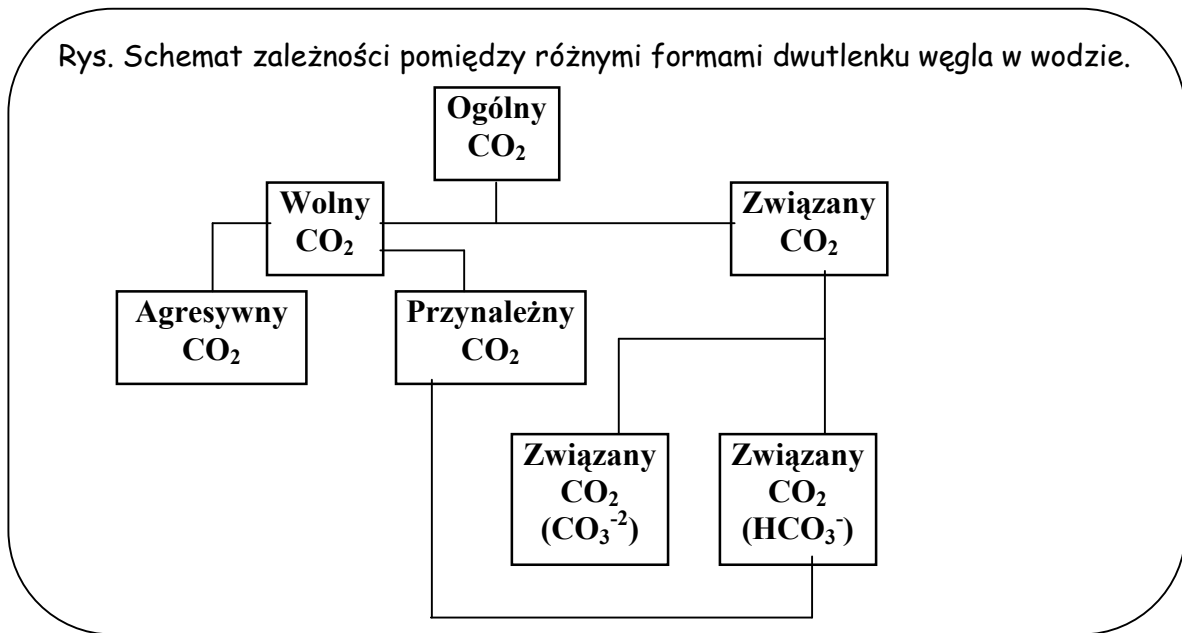 Rys. Schemat zależności pomiędzy różnymi formami dwutlenku węgla w wodzie.
Ogólny
CO₂
Wolny
CO₂
Związany
CO₂
Agresywny
CO₂
Przynależny
CO₂
Związany
CO₂
(CO₃⁻²)
Związany
CO₂
(HCO₃⁻)